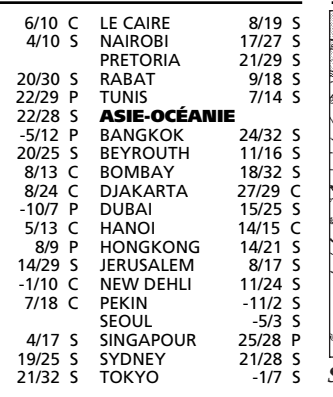 6/10 C LE CAIRE 8/19 S
4/10 S NAIROBI 17/27 S
PRETORIA 21/29 S
20/30 S RABAT 9/18 S
22/29 P TUNIS 7/14 S
22/28 S ASIE-OCÉANIE
-5/12 P BANGKOK 24/32 S
20/25 S BEYROUTH 11/16 S
8/13 C BOMBAY 18/32 S
8/24 C DJAKARTA 27/29 C
-10/7 P DUBAI 15/25 S
5/13 C HANOI 14/15 C
8/9 P HONGKONG 14/21 S
14/29 S JERUSALEM 8/17 S
-1/10 C NEW DEHLI 11/24 S
7/18 C PEKIN -11/2 S
SEOUL -5/3 S
4/17 S SINGAPOUR 25/28 P
19/25 S SYDNEY 21/28 S
21/32 S TOKYO -1/7 S